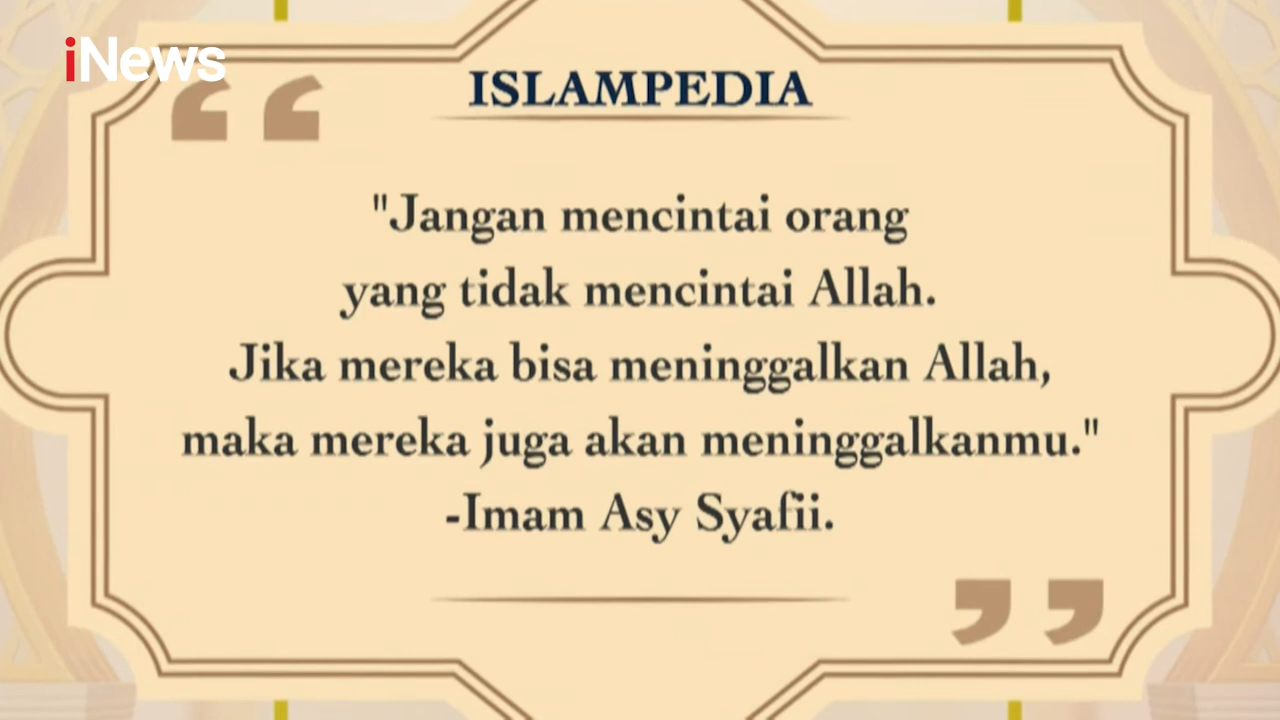 iNews
ISLAMPEDIA
"Jangan mencintai orang
yang tidak mencintai Allah.
Jika mereka bisa meninggalkan Allah,
maka mereka juga akan meninggalkanmu."
-Imam Asy Syafii.